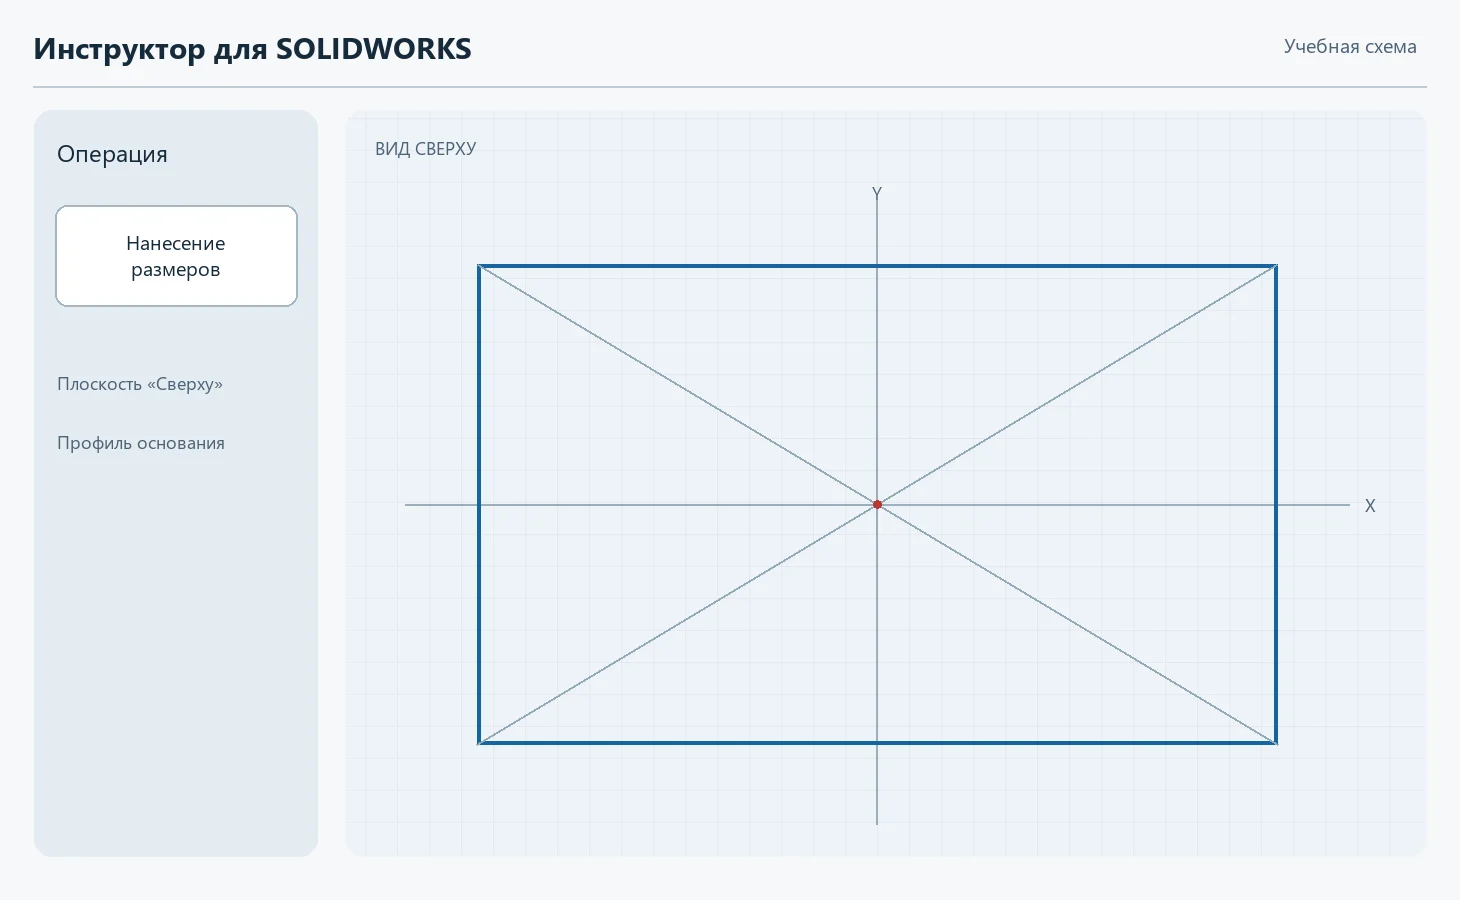 Инструктор для SOLIDWORKS
Учебная схема
Операция
Нанесение
размеров
Плоскость «Сверху»
Профиль основания
ВИД СВЕРХУ
Y
X